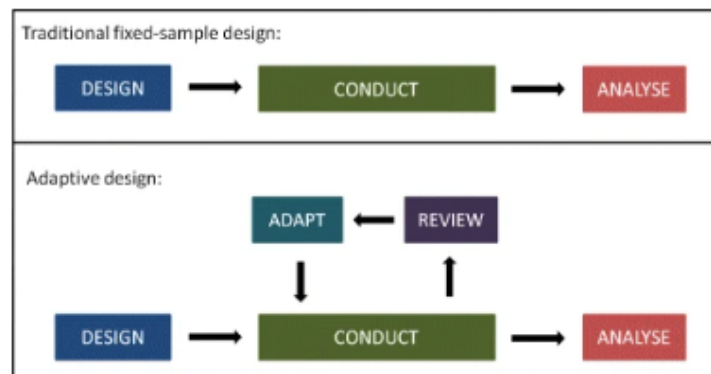 Traditional fixed-sample design:
DESIGN
CONDUCT
ANALYSE
Adaptive design:
ADAPT
REVIEW
DESIGN
CONDUCT
ANALYSE